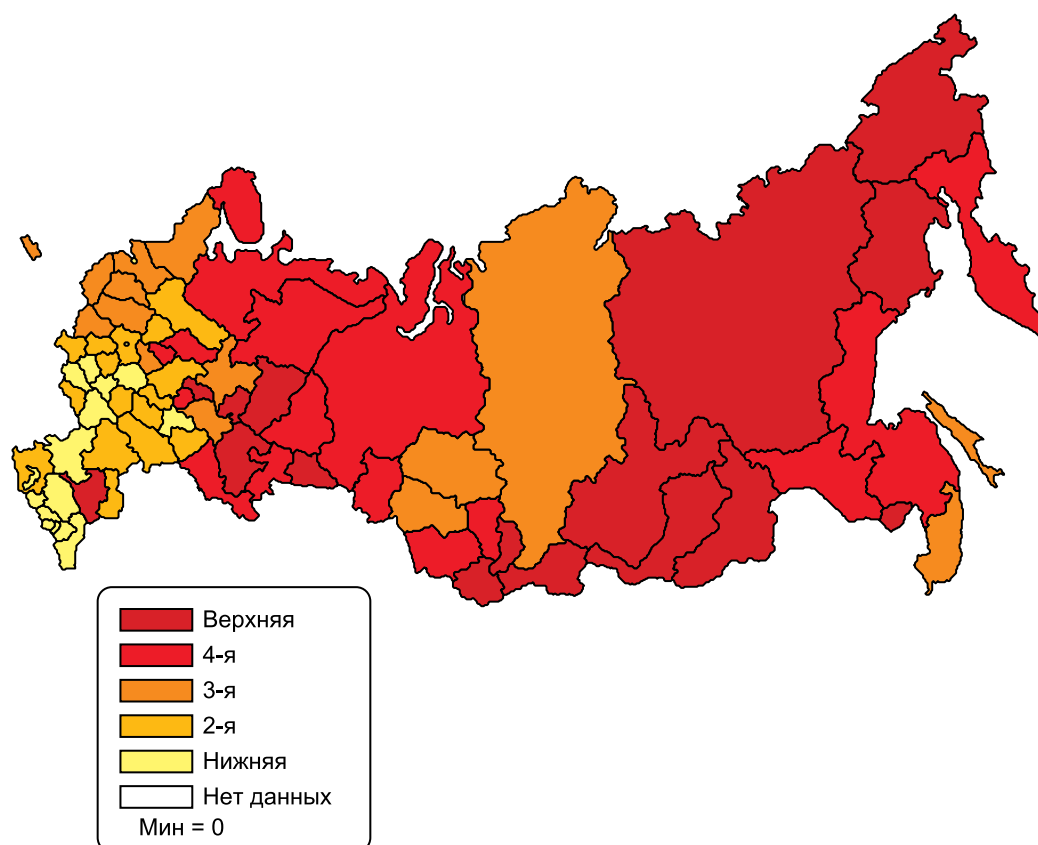 Верхняя
4-я
3-я
2-я
Нижняя
Нет данных
Мин = 0